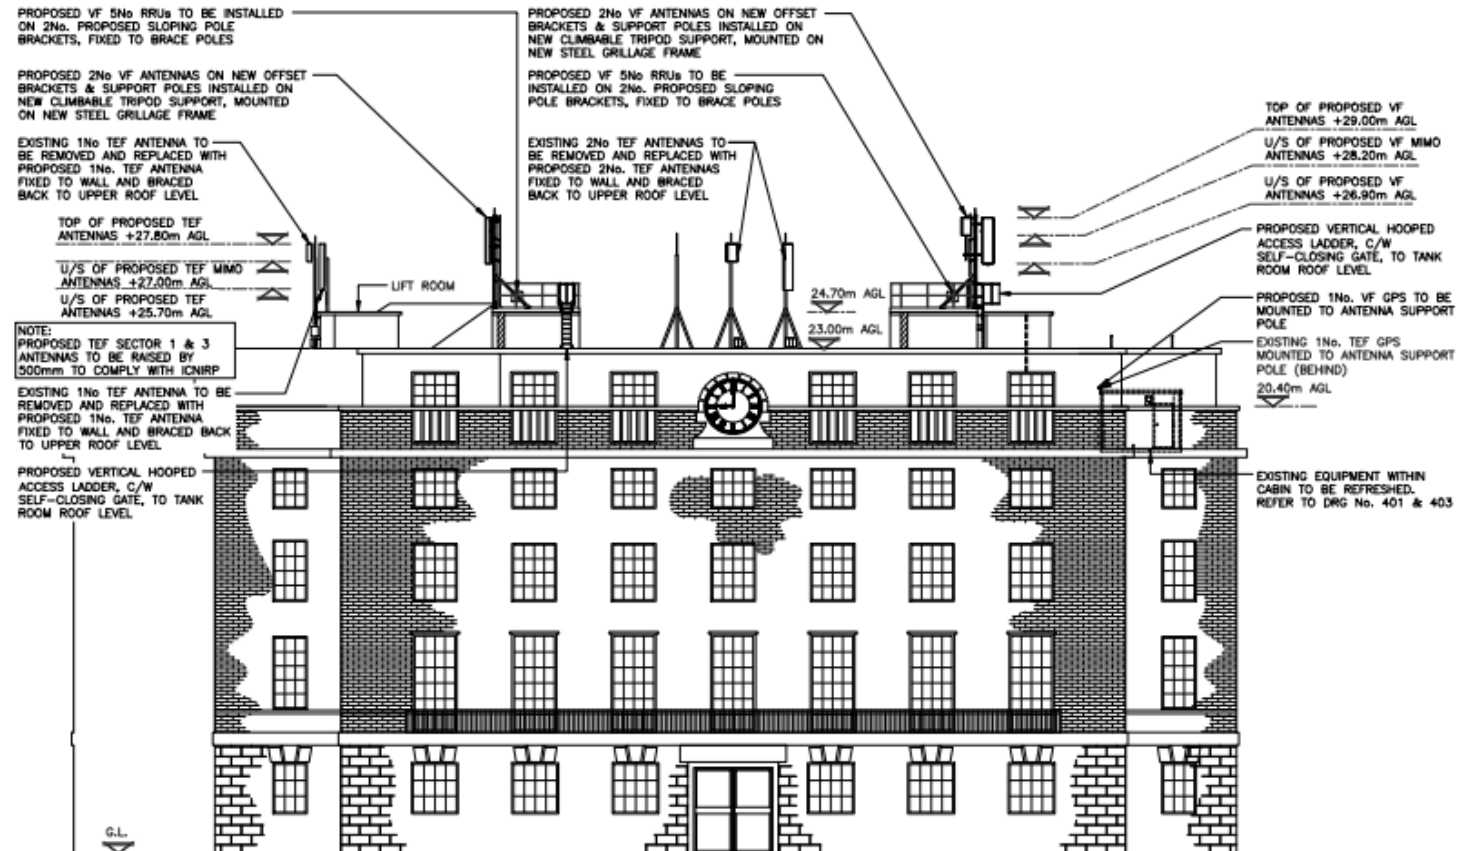 PROPOSED VF 5No RRUs TO BE INSTALLED
ON 2No. PROPOSED SLOPING POLE
BRACKETS, FIXED TO BRACE POLES
PROPOSED 2No VF ANTENNAS ON NEW OFFSET
BRACKETS & SUPPORT POLES INSTALLED ON
NEW CLIMBABLE TRIPOD SUPPORT, MOUNTED
ON NEW STEEL GRILLAGE FRAME
EXISTING 1No TEF ANTENNA TO
BE REMOVED AND REPLACED WITH
PROPOSED 1No. TEF ANTENNA
FIXED TO WALL AND BRACED
BACK TO UPPER ROOF LEVEL
TOP OF PROPOSED TEF
ANTENNAS +27.80m AGL
U/S OF PROPOSED TEF MIMO
ANTENNAS +27.00m AGL
U/S OF PROPOSED TEF
ANTENNAS +25.70m AGL
NOTE:
PROPOSED TEF SECTOR 1 & 3
ANTENNAS TO BE RAISED BY
500mm TO COMPLY WITH ICNIRP
EXISTING 1No TEF ANTENNA TO BE
REMOVED AND REPLACED WITH
PROPOSED 1No. TEF ANTENNA
FIXED TO WALL AND BRACED BACK
TO UPPER ROOF LEVEL
PROPOSED VERTICAL HOOPED
ACCESS LADDER, C/W
SELF-CLOSING GATE, TO TANK
ROOM ROOF LEVEL
G.L.
LIFT ROOM
PROPOSED 2No VF ANTENNAS ON NEW OFFSET
BRACKETS & SUPPORT POLES INSTALLED ON
NEW CLIMBABLE TRIPOD SUPPORT, MOUNTED ON
NEW STEEL GRILLAGE FRAME
PROPOSED VF 5No RRUs TO BE
INSTALLED ON 2No. PROPOSED SLOPING
POLE BRACKETS, FIXED TO BRACE POLES
EXISTING 2No TEF ANTENNAS TO
BE REMOVED AND REPLACED WITH
PROPOSED 2No. TEF ANTENNAS
FIXED TO WALL AND BRACED
BACK TO UPPER ROOF LEVEL
24.70m AGL
23.00m AGL
TOP OF PROPOSED VF
ANTENNAS +29.00m AGL
U/S OF PROPOSED VF MIMO
ANTENNAS +28.20m AGL
U/S OF PROPOSED VF
ANTENNAS +26.90m AGL
PROPOSED VERTICAL HOOPED
ACCESS LADDER, C/W
SELF-CLOSING GATE, TO TANK
ROOM ROOF LEVEL
PROPOSED 1No. VF GPS TO BE
MOUNTED TO ANTENNA SUPPORT
POLE
EXISTING 1No. TEF GPS
MOUNTED TO ANTENNA SUPPORT
POLE (BEHIND)
20.40m AGL
EXISTING EQUIPMENT WITHIN
CABIN TO BE REFRESHED.
REFER TO DRG No. 401 & 403